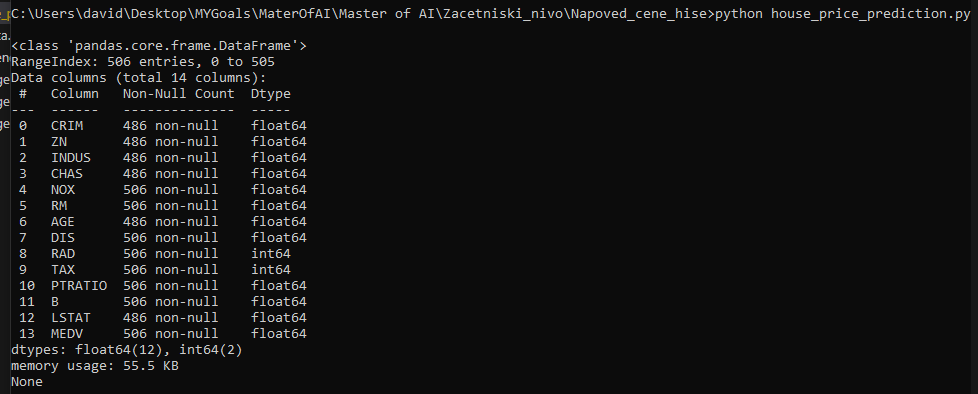 C:\Users\david\Desktop\MYGoals\MaterOfAI\Master of AI\Zacetniski_nivo\Napoved_cene_hise>python house_price_prediction.py
<class 'pandas.core.frame.DataFrame'>
RangeIndex: 506 entries, 0 to 505
Data columns (total 14 columns):
 #   Column   Non-Null Count  Dtype
---  ------   --------------  -----
 0   CRIM     486 non-null    float64
 1   ZN       486 non-null    float64
 2   INDUS    486 non-null    float64
 3   CHAS     486 non-null    float64
 4   NOX      506 non-null    float64
 5   RM       506 non-null    float64
 6   AGE      486 non-null    float64
 7   DIS      506 non-null    float64
 8   RAD      506 non-null    int64
 9   TAX      506 non-null    int64
 10  PTRATIO  506 non-null    float64
 11  B        506 non-null    float64
 12  LSTAT    486 non-null    float64
 13  MEDV     506 non-null    float64
dtypes: float64(12), int64(2)
memory usage: 55.5 KB
None